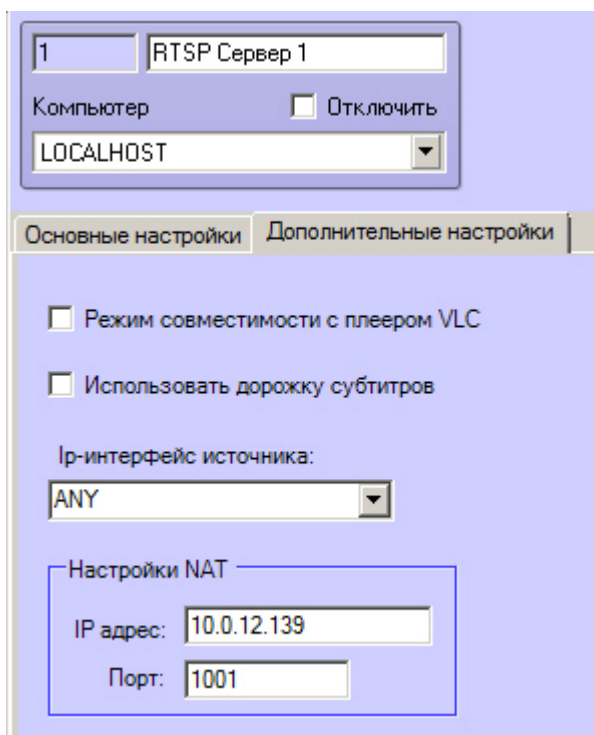 1 RTSP Сервер 1
Компьютер Отключить
LOCALHOST
Основные настройки Дополнительные настройки
Режим совместимости с плеером VLC
Использовать дорожку субтитров
Ip-интерфейс источника:
ANY
Настройки NAT
IP адрес: 10.0.12.139
Порт: 1001